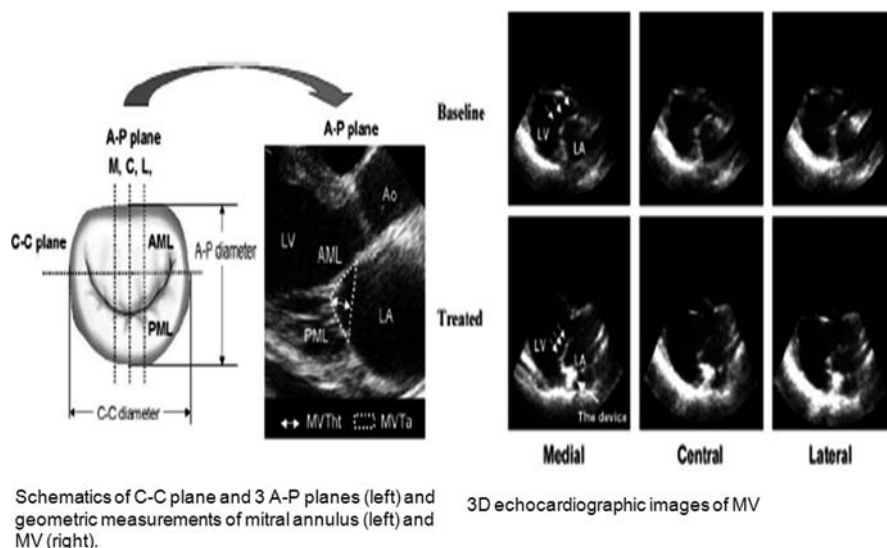 A-P plane
M, C, L,
C-C plane
AML
A-P diameter
PML
C-C diameter
A-P plane
Ao
LV
AML
LA
PML
MVTht
MVTa
Baseline
LV
LA
Treated
LV
LA
The device
Medial
Central
Lateral
Schematics of C-C plane and 3 A-P planes (left) and
geometric measurements of mitral annulus (left) and
MV (right).
3D echocardiographic images of MV